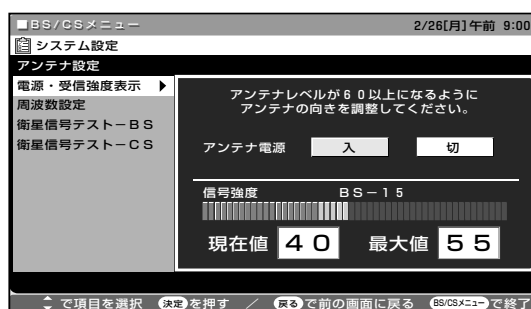 ■BS/CSメニュー 2/26[月]午前 9:00
システム設定
アンテナ設定
電源・受信強度表示 ▶
周波数設定
衛星信号テスト－BS
衛星信号テスト－CS
アンテナレベルが60以上になるように
アンテナの向きを調整してください。
アンテナ電源 入 切
信号強度 BS－15
現在値 40 最大値 55
で項目を選択 決定を押す ／ 戻るで前の画面に戻る BS/CSメニューで終了